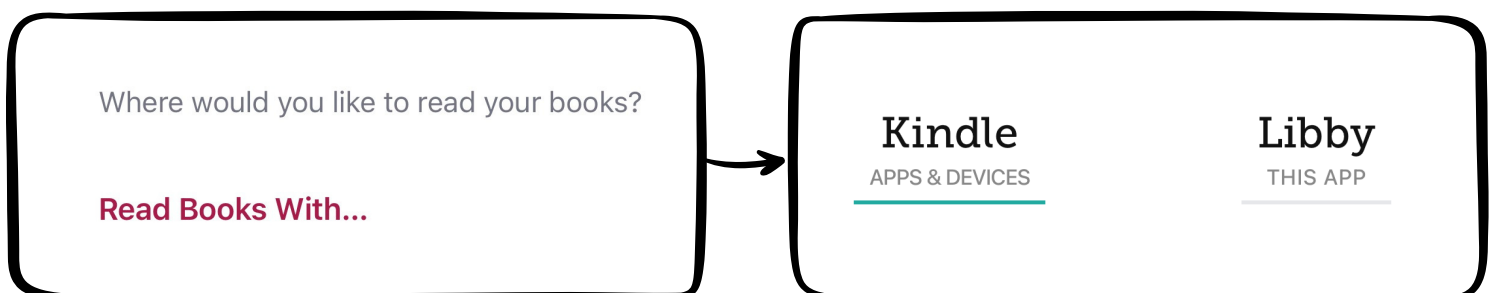 Where would you like to read your books?
Read Books With...
Kindle
APPS & DEVICES
Libby
THIS APP